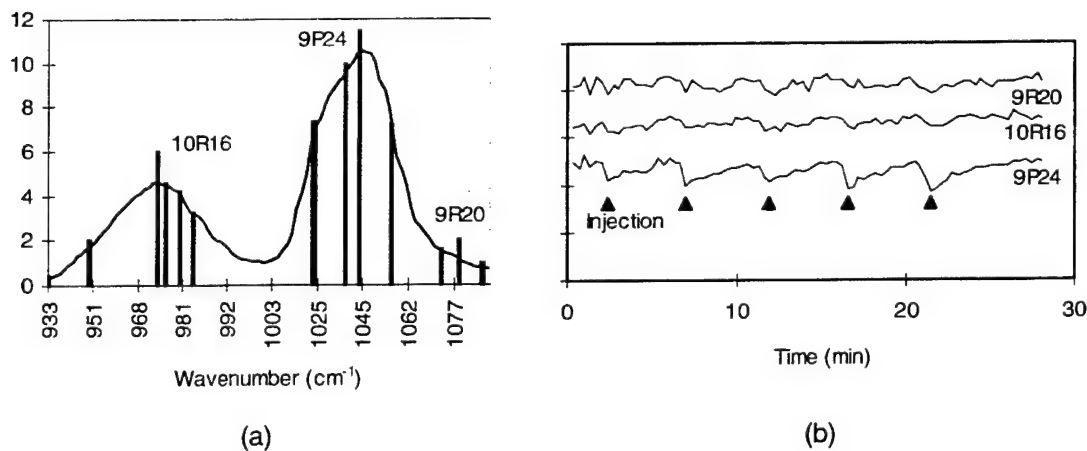 12
10
8
6
4
2
0
9P24
10R16
9R20
933
951
968
981
992
1003
1025
1045
1062
1077
Wavenumber (cm⁻¹)
(a)
9R20
10R16
9P24
Injection
0
10
20
30
Time (min)
(b)